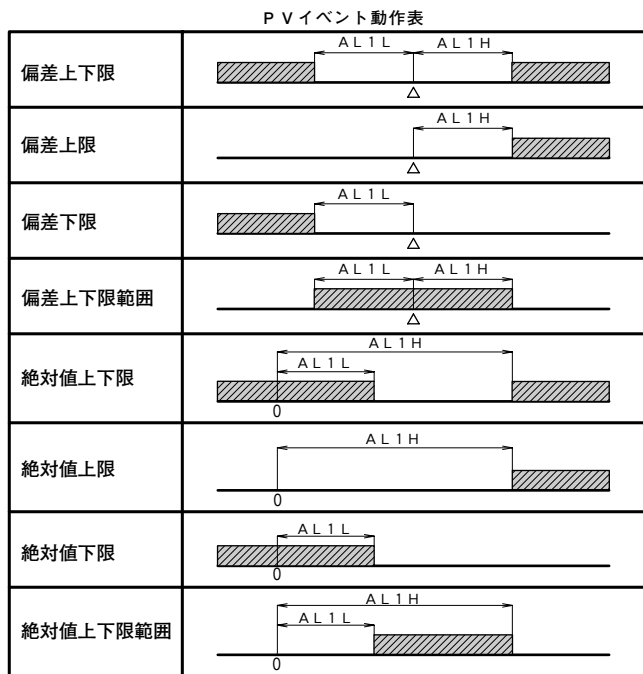 ＰＶイベント動作表
偏差上下限
ＡＬ１Ｌ ＡＬ１Ｈ
△
偏差上限
ＡＬ１Ｈ
△
偏差下限
ＡＬ１Ｌ
△
偏差上下限範囲
ＡＬ１Ｌ ＡＬ１Ｈ
△
絶対値上下限
ＡＬ１Ｈ
ＡＬ１Ｌ
0
絶対値上限
ＡＬ１Ｈ
0
絶対値下限
ＡＬ１Ｌ
0
絶対値上下限範囲
ＡＬ１Ｈ
ＡＬ１Ｌ
0